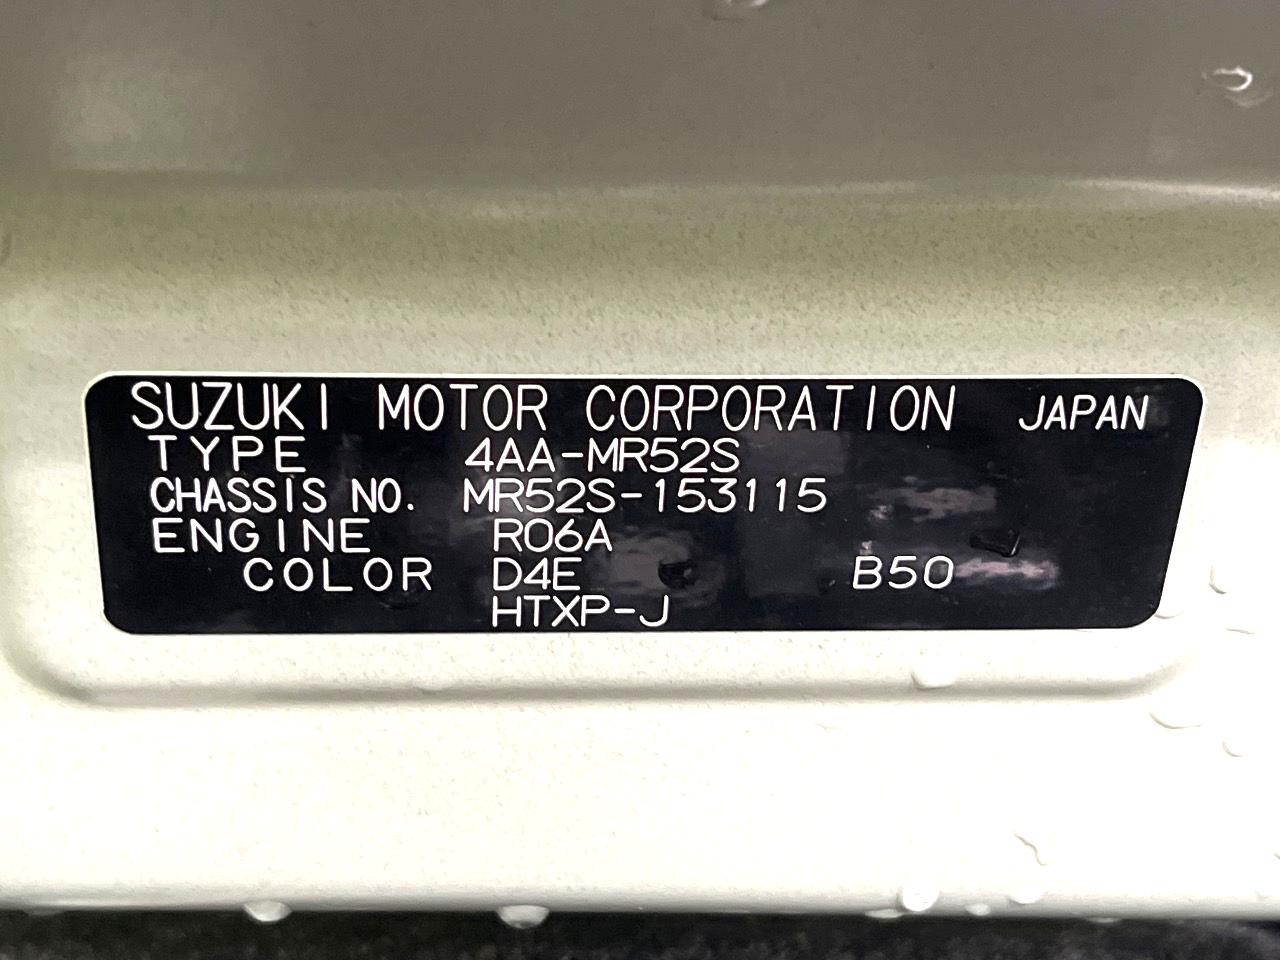 SUZUKI MOTOR CORPORATION JAPAN
TYPE 4AA-MR52S
CHASSIS NO. MR52S-153115
ENGINE R06A
COLOR D4E B50
HTXP-J